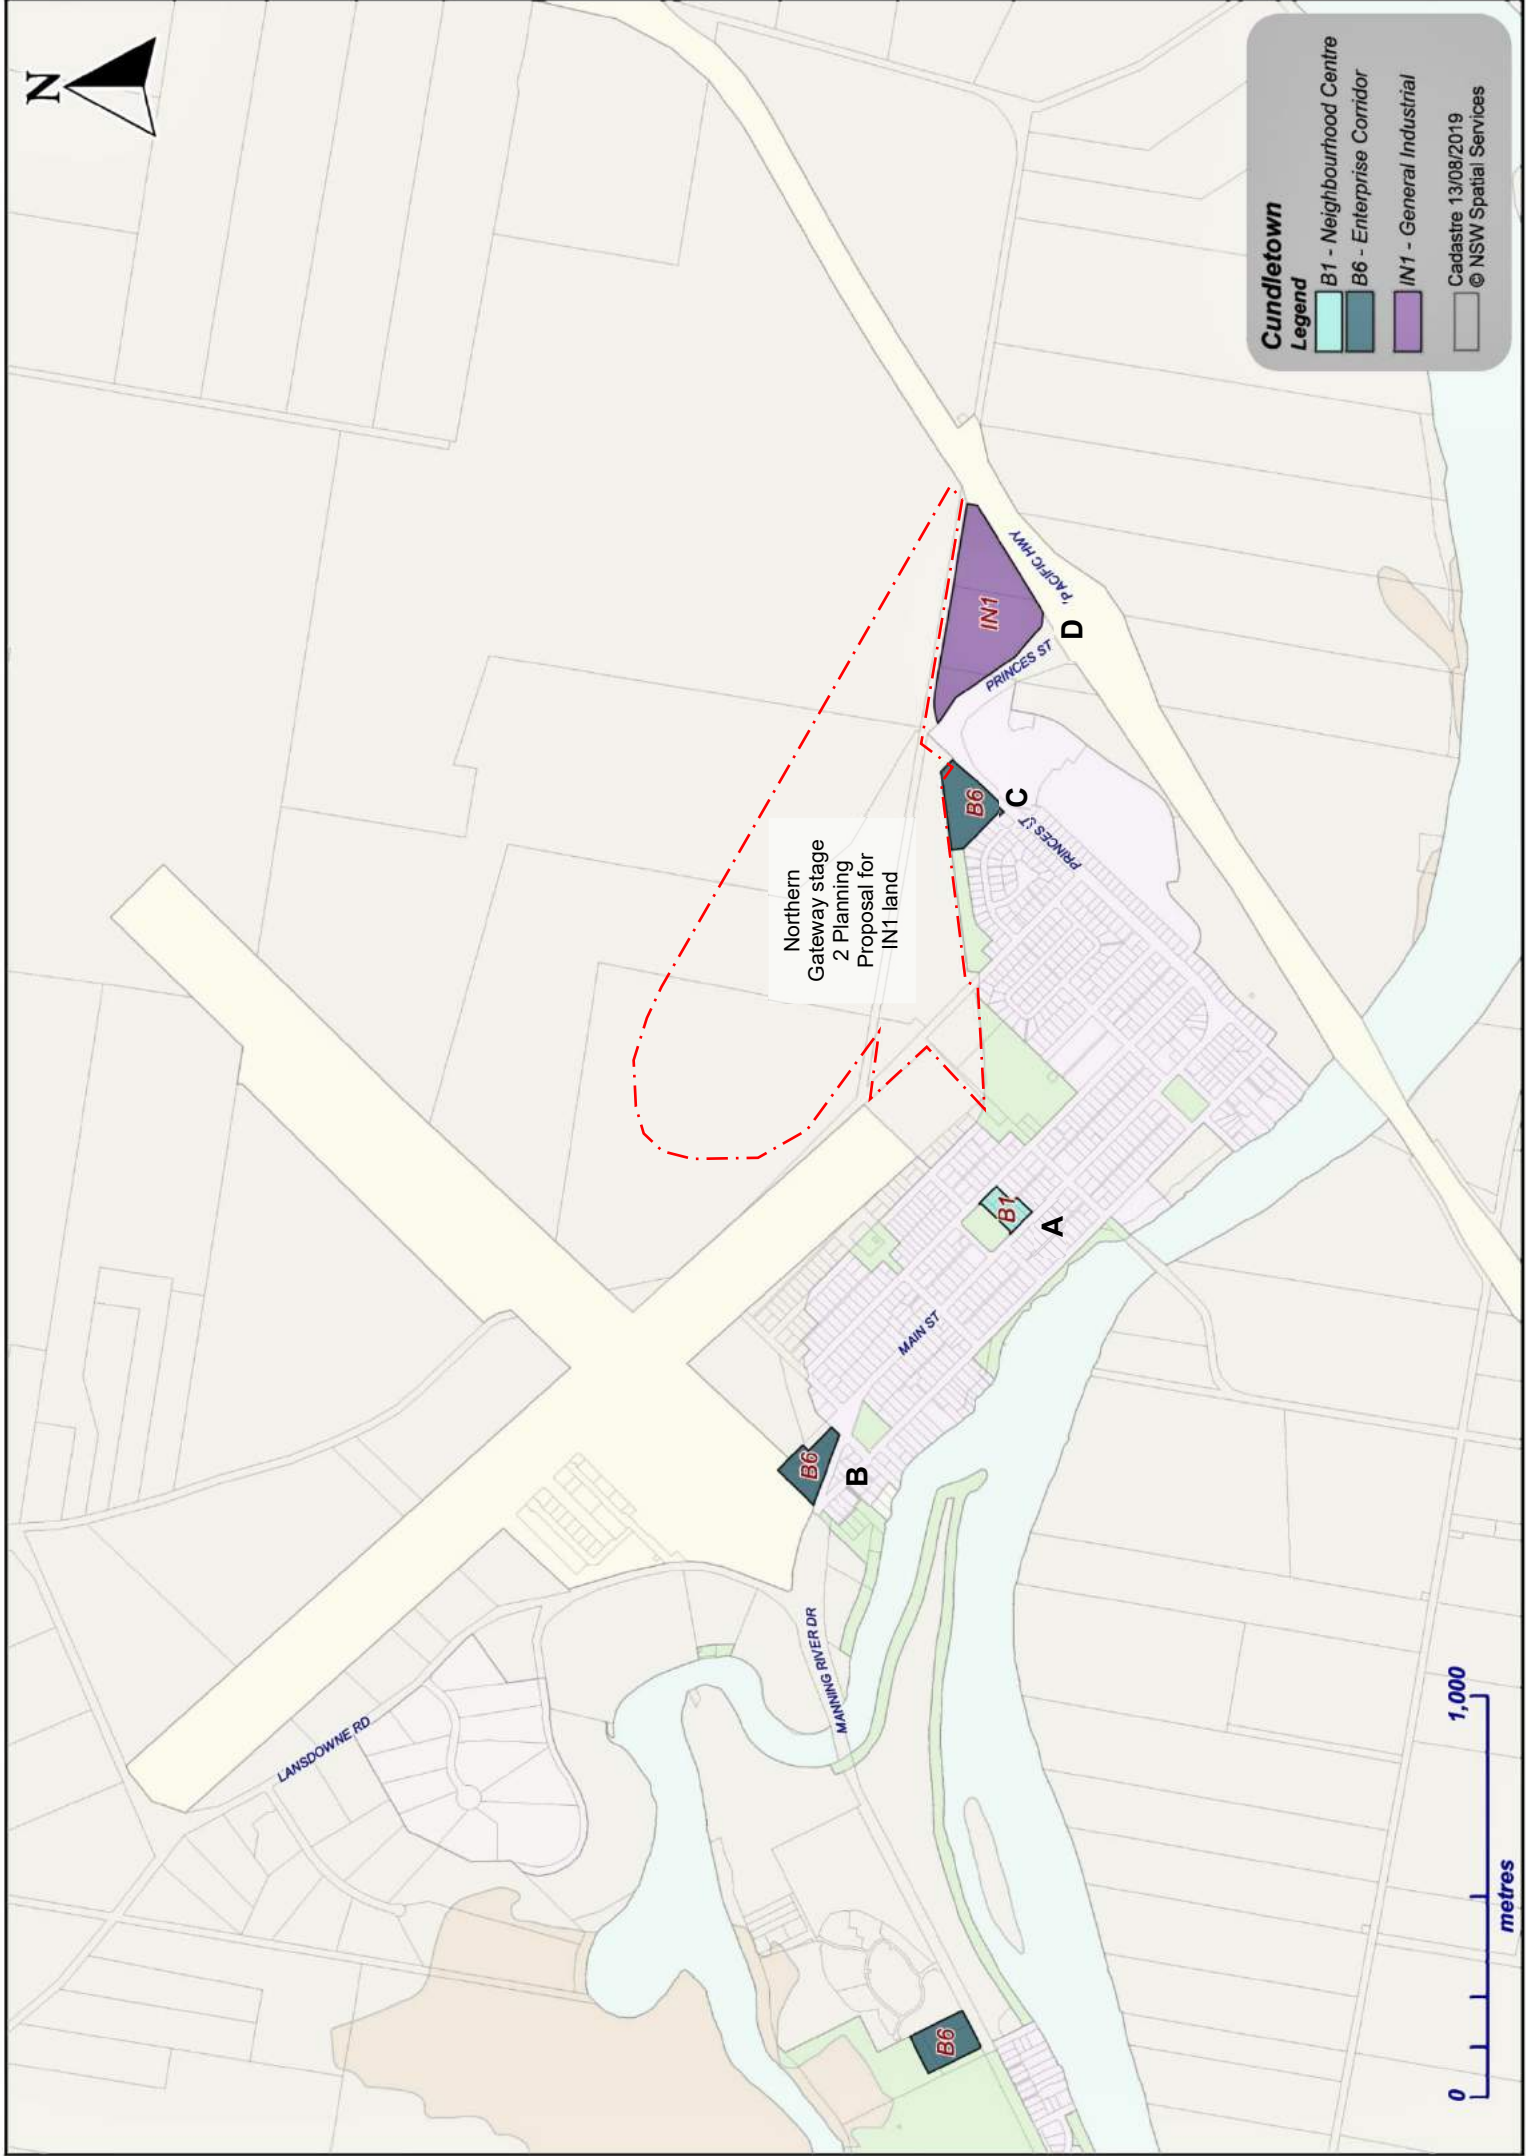 N
LANSDOWNE RD
MANNING RIVER DR
B6
B6
B
MAIN ST
B1
A
Northern
Gateway stage
2 Planning
Proposal for
IN1 land
B6
C
PRINCES ST
PRINCES ST
IN1
D
PACIFIC HWY
Cundletown
Legend
B1 - Neighbourhood Centre
B6 - Enterprise Corridor
IN1 - General Industrial
Cadastre 13/08/2019
© NSW Spatial Services
0 1,000
metres